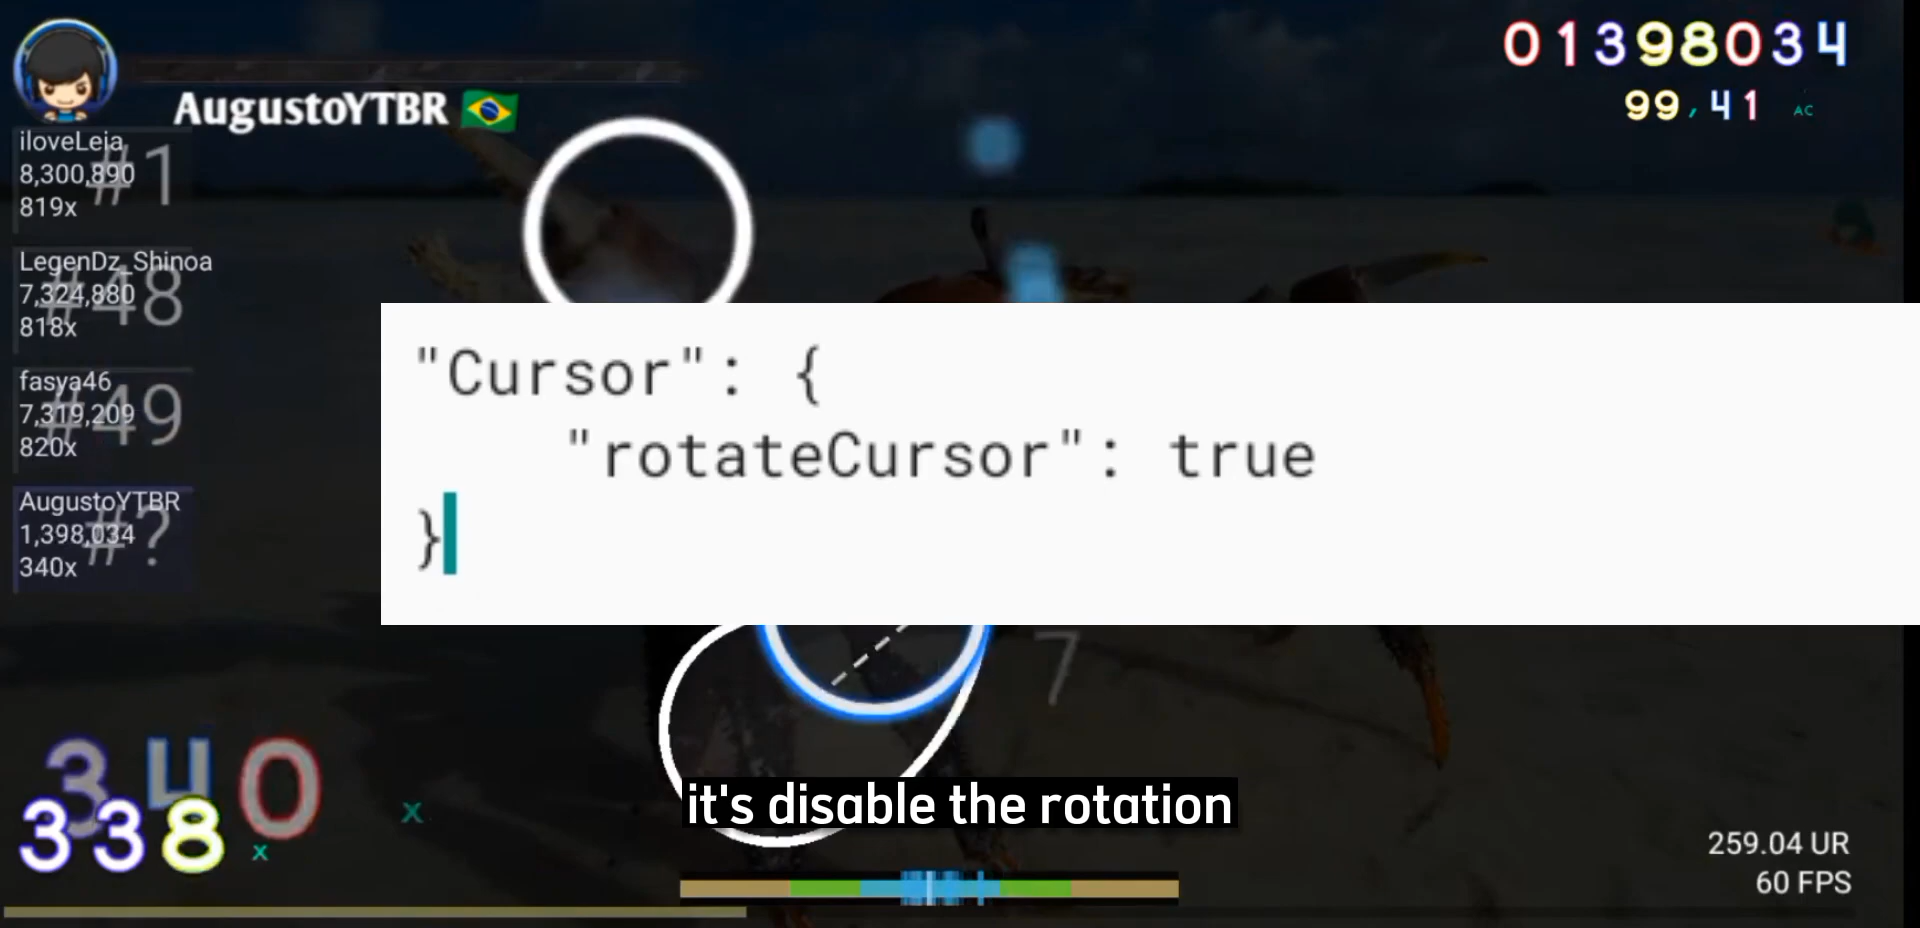 01398034
99,41 AC
AugustoYTBR
iloveLeia
8,300,890
#1
819x
LegenDz_Shinoa
7,324,880
#48
818x
fasya46
7,319,209
#49
820x
AugustoYTBR
1,398,034
#?
340x
"Cursor": {
"rotateCursor": true
}
7
340x
338x
it's disable the rotation
259.04 UR
60 FPS